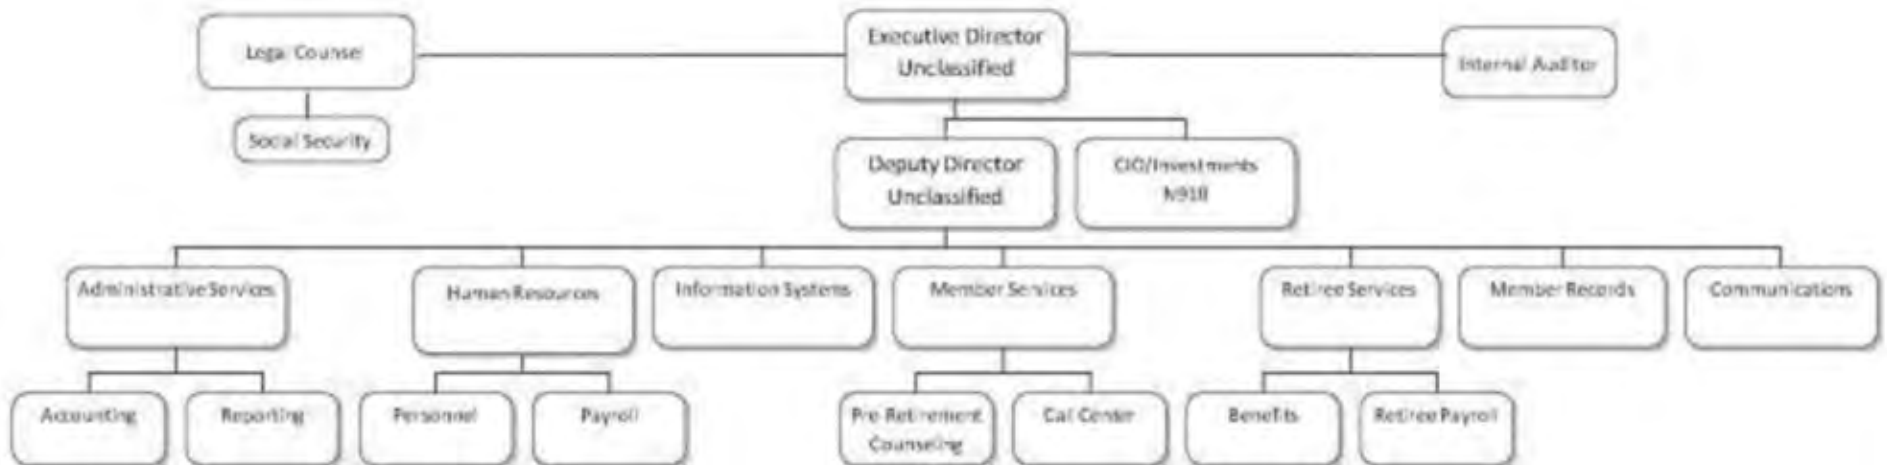 Legal Counsel
Executive Director
Unclassified
Internal Auditor
Social Security
Deputy Director
Unclassified
CIO/Investments
Administrative Services
Human Resources
Information Systems
Member Services
Retiree Services
Member Records
Communications
Accounting
Reporting
Personnel
Payroll
Pre-Retirement
Counseling
Call Center
Benefits
Retiree Payroll